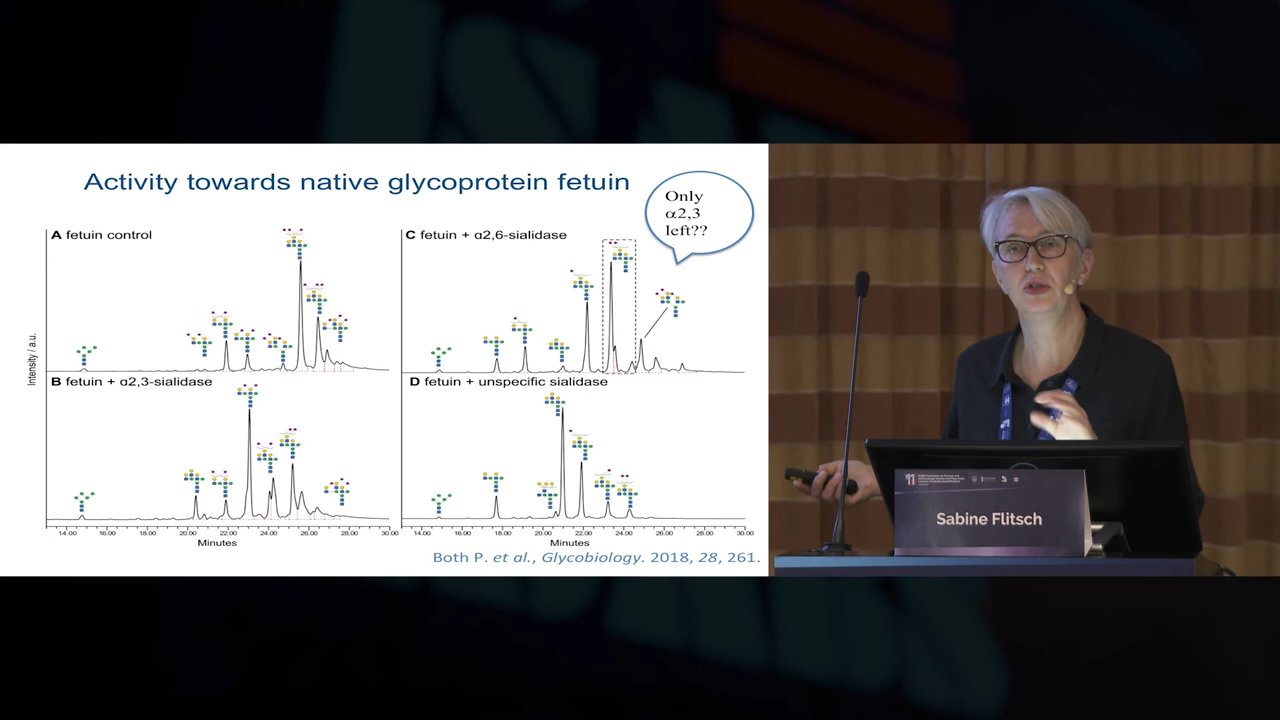 Activity towards native glycoprotein fetuin
Only
α2,3
left??
A fetuin control
C fetuin + α2,6-sialidase
Intensity / a.u.
B fetuin + α2,3-sialidase
D fetuin + unspecific sialidase
14.00 16.00 18.00 20.00 22.00 24.00 26.00 28.00
14.00 16.00 18.00 20.00 22.00 24.00 26.00 28.00 30.00
Minutes
Minutes
Both P. et al., Glycobiology. 2018, 28, 261.
11
Sabine Flitsch